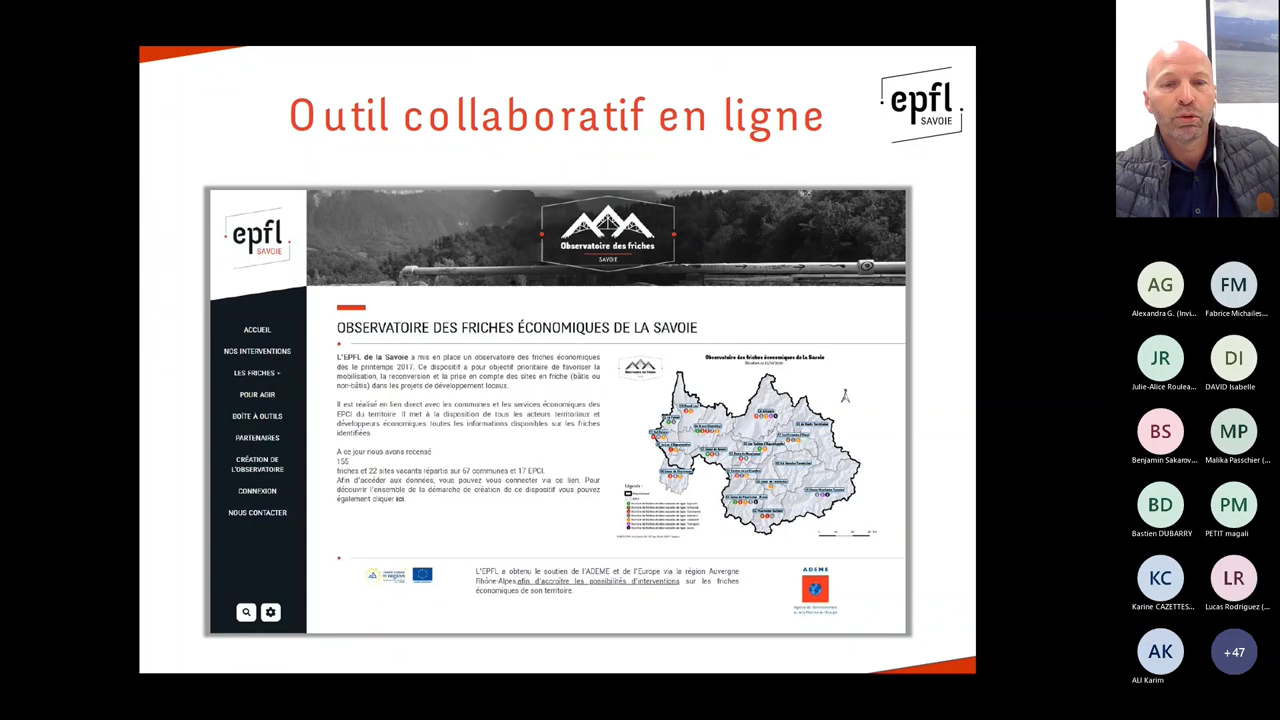 Outil collaboratif en ligne
epfl
SAVOIE
epfl
SAVOIE
Observatoire des friches
SAVOIE
ACCUEIL
NOS INTERVENTIONS
LES FRICHES
POUR AGIR
BOÎTE À OUTILS
PARTENAIRES
CRÉATION DE
L'OBSERVATOIRE
CONNEXION
NOUS CONTACTER
OBSERVATOIRE DES FRICHES ÉCONOMIQUES DE LA SAVOIE
L'EPFL de la Savoie a mis en place un observatoire des friches économiques
dès le printemps 2017. Ce dispositif a pour objectif prioritaire de favoriser la
mobilisation, la reconversion et la prise en compte des sites en friche (bâtis ou
non-bâtis) dans les projets de développement locaux.
Il est réalisé en lien direct avec les communes et les services économiques des
EPCI du territoire. Il met à la disposition de tous les acteurs territoriaux et
développeurs économiques toutes les informations disponibles sur les friches
identifiées.
A ce jour nous avons recensé
155
friches et 22 sites vacants répartis sur 67 communes et 17 EPCI.
Afin d'accéder aux données, vous pouvez vous connecter via ce lien. Pour
découvrir l'ensemble de la démarche de création de ce dispositif vous pouvez
également cliquer ici.
Observatoire des friches économiques de la Savoie
L'EPFL a obtenu le soutien de l'ADEME et de l'Europe via la région Auvergne
Rhône-Alpes afin d'accroître les possibilités d'interventions sur les friches
économiques de son territoire.
ADEME
AG
Alexandra G. (Invi...
FM
Fabrice Michailes...
JR
Julie-Alice Roulea...
DI
DAVID Isabelle
BS
Benjamin Sakarov...
MP
Malika Passchier (...
BD
Bastien DUBARRY
PM
PETIT magali
KC
Karine CAZETTES...
LR
Lucas Rodriguez (...
AK
ALI Karim
+47